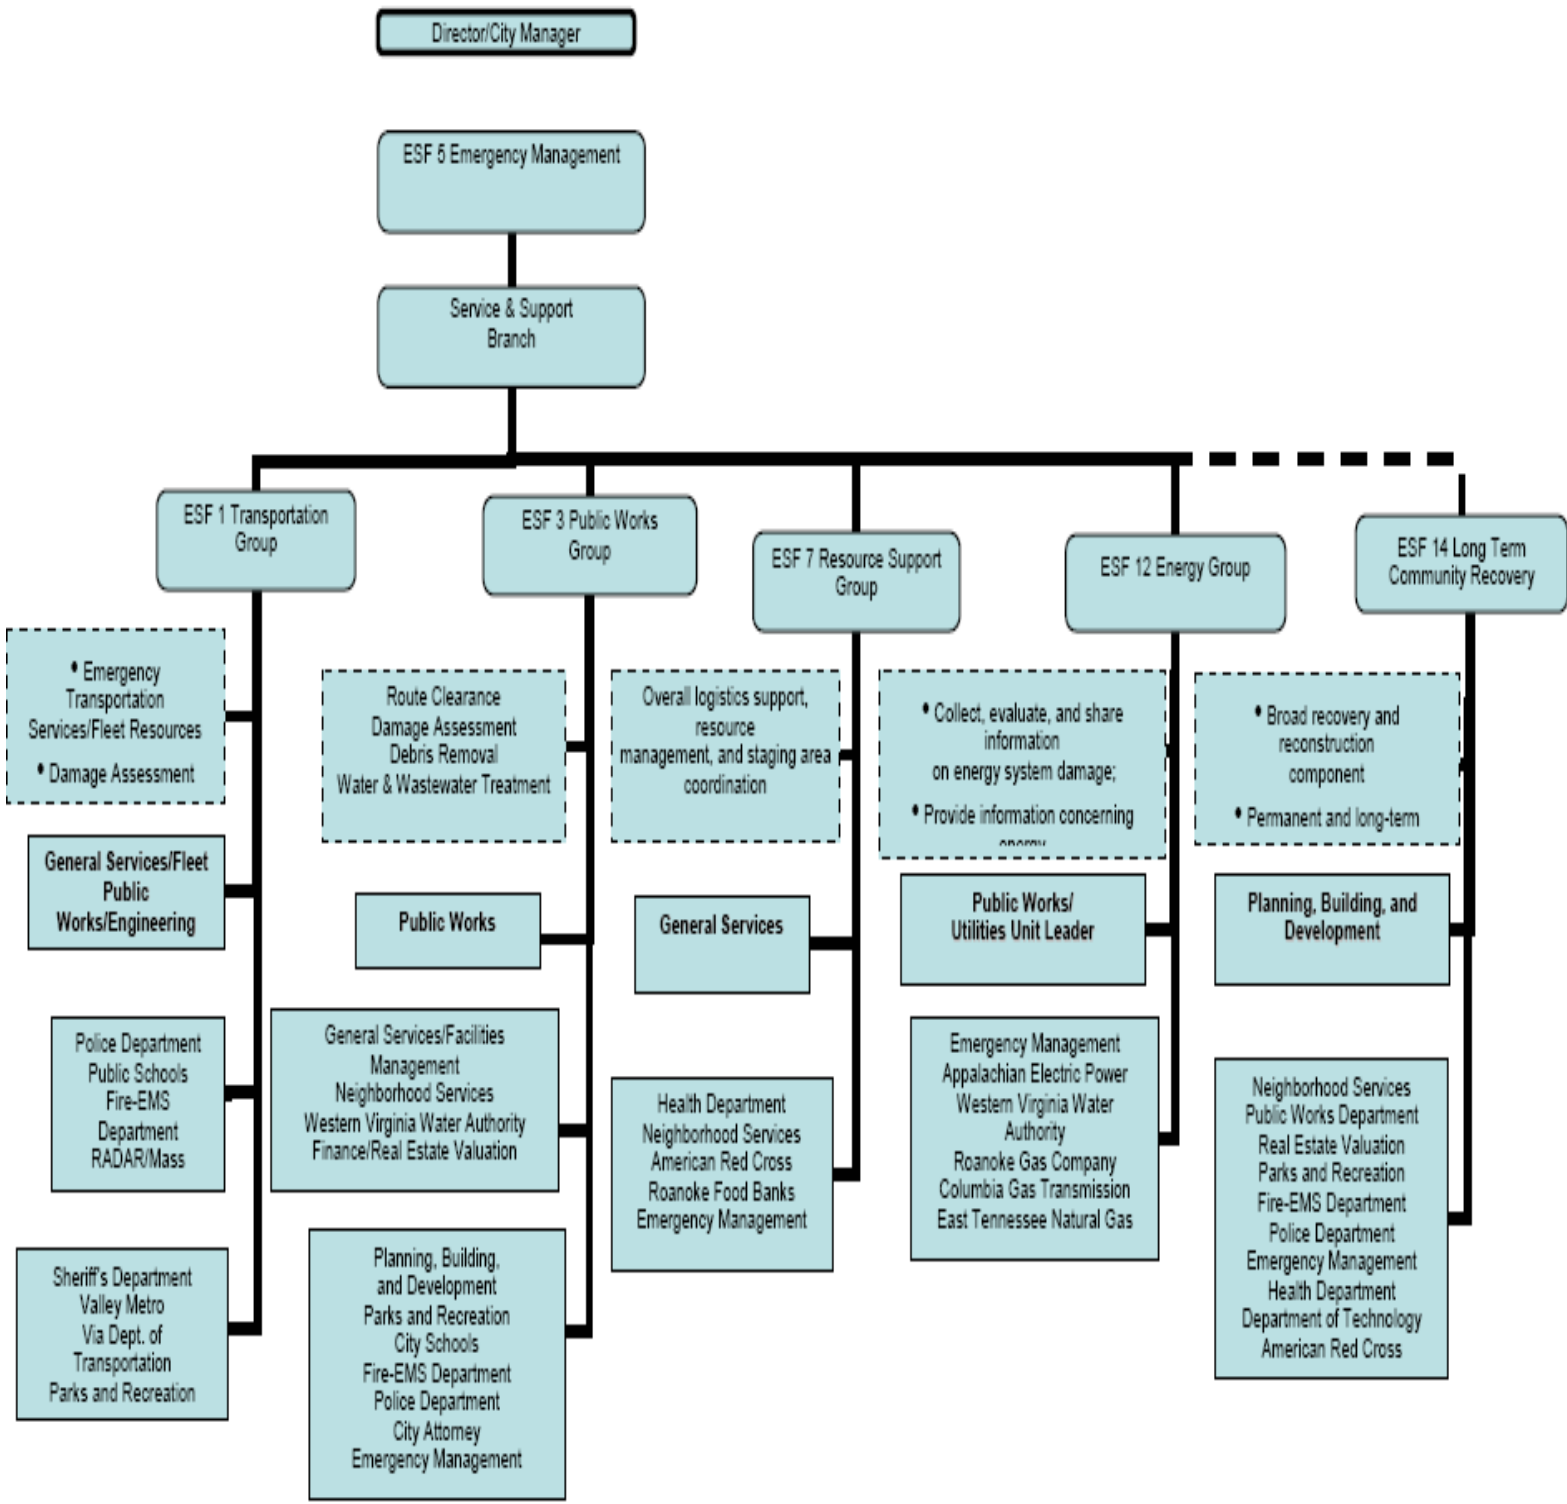 Director/City Manager
ESF 5 Emergency Management
Service & Support
Branch
ESF 1 Transportation
Group
• Emergency
Transportation
Services/Fleet Resources
• Damage Assessment
General Services/Fleet
Public
Works/Engineering
Police Department
Public Schools
Fire-EMS
Department
RADAR/Mass
Sheriff's Department
Valley Metro
Via Dept. of
Transportation
Parks and Recreation
ESF 3 Public Works
Group
Route Clearance
Damage Assessment
Debris Removal
Water & Wastewater Treatment
Public Works
General Services/Facilities
Management
Neighborhood Services
Western Virginia Water Authority
Finance/Real Estate Valuation
Planning, Building,
and Development
Parks and Recreation
City Schools
Fire-EMS Department
Police Department
City Attorney
Emergency Management
ESF 7 Resource Support
Group
Overall logistics support,
resource
management, and staging area
coordination
General Services
Health Department
Neighborhood Services
American Red Cross
Roanoke Food Banks
Emergency Management
ESF 12 Energy Group
• Collect, evaluate, and share
information
on energy system damage;
• Provide information concerning
Public Works/
Utilities Unit Leader
Emergency Management
Appalachian Electric Power
Western Virginia Water
Authority
Roanoke Gas Company
Columbia Gas Transmission
East Tennessee Natural Gas
ESF 14 Long Term
Community Recovery
• Broad recovery and
reconstruction
component
• Permanent and long-term
Planning, Building, and
Development
Neighborhood Services
Public Works Department
Real Estate Valuation
Parks and Recreation
Fire-EMS Department
Police Department
Emergency Management
Health Department
Department of Technology
American Red Cross